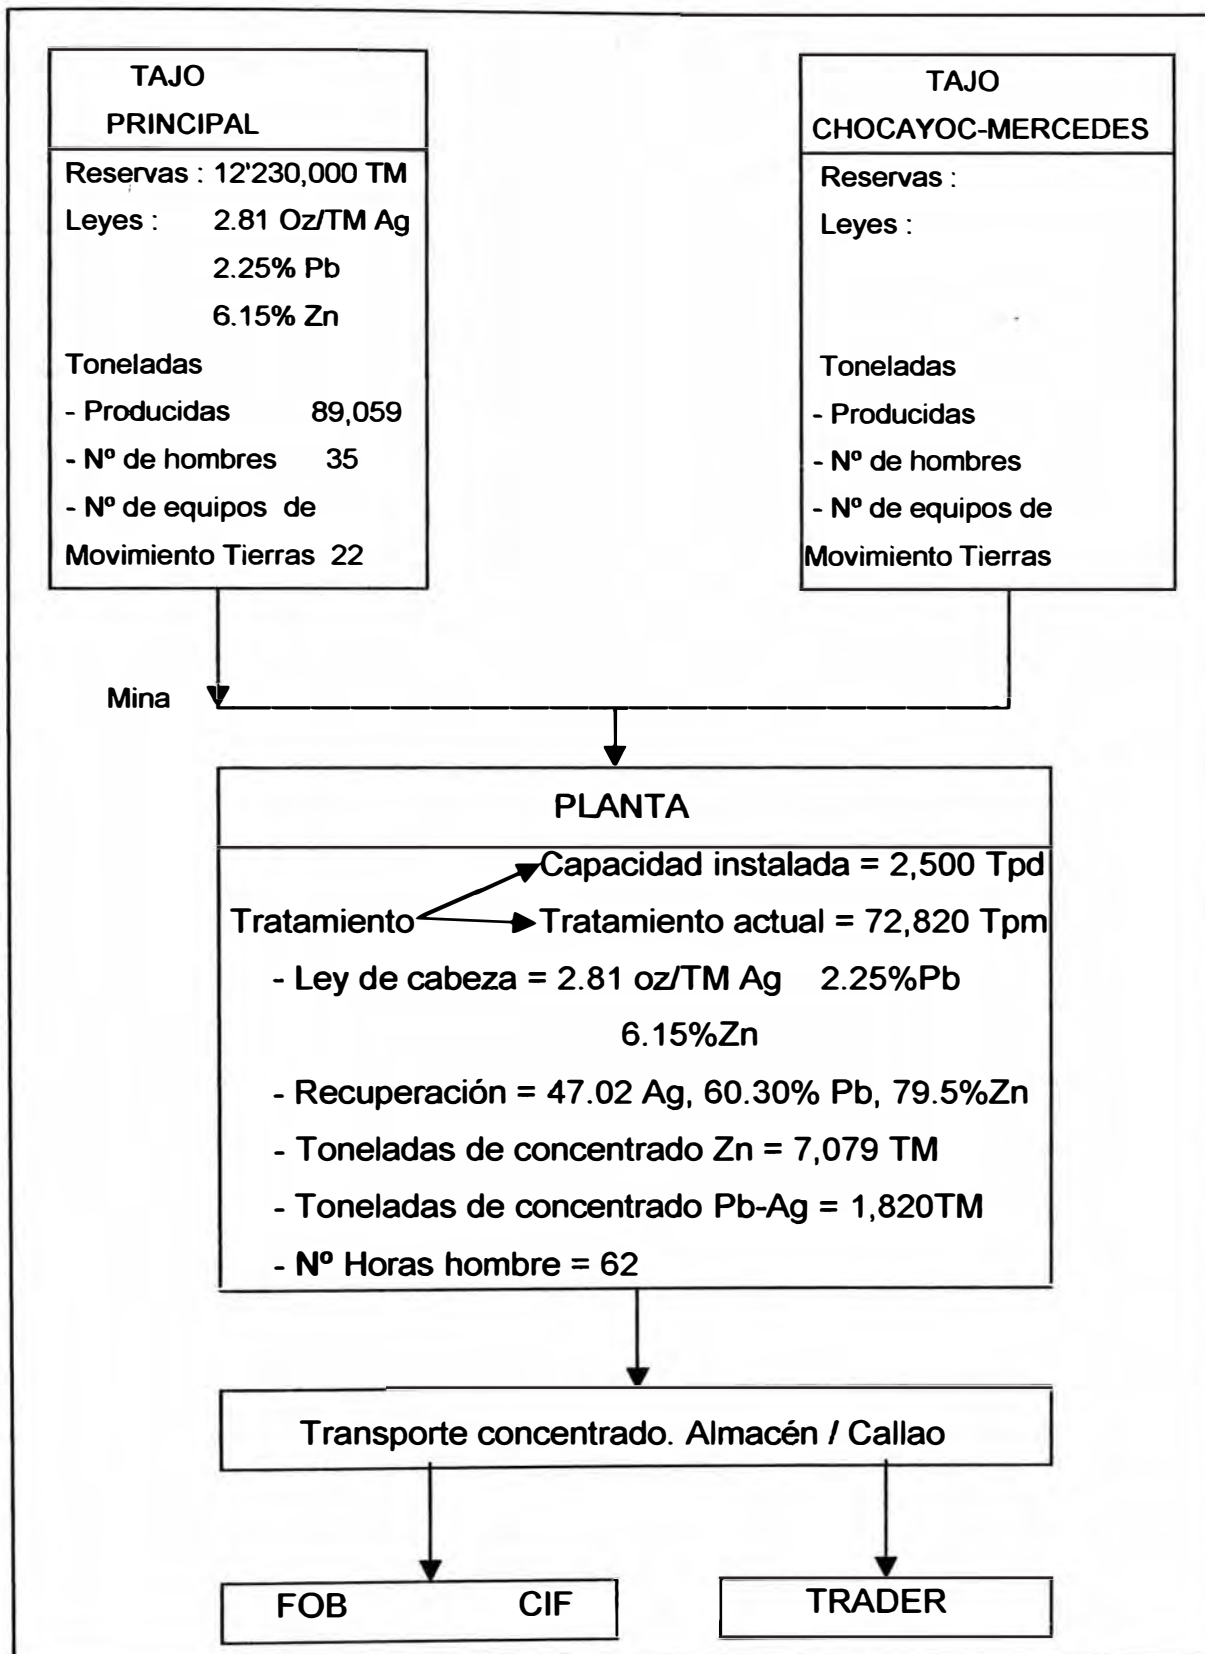 TAJO
PRINCIPAL
Reservas : 12'230,000 TM
Leyes : 2.81 Oz/TM Ag
2.25% Pb
6.15% Zn
Toneladas
- Producidas 89,059
- Nº de hombres 35
- Nº de equipos de
Movimiento Tierras 22
TAJO
CHOCAYOC-MERCEDES
Reservas :
Leyes :
Toneladas
- Producidas
- Nº de hombres
- Nº de equipos de
Movimiento Tierras
Mina
PLANTA
Capacidad instalada = 2,500 Tpd
Tratamiento Tratamiento actual = 72,820 Tpm
- Ley de cabeza = 2.81 oz/TM Ag 2.25%Pb
6.15%Zn
- Recuperación = 47.02 Ag, 60.30% Pb, 79.5%Zn
- Toneladas de concentrado Zn = 7,079 TM
- Toneladas de concentrado Pb-Ag = 1,820TM
- Nº Horas hombre = 62
Transporte concentrado. Almacén / Callao
FOB CIF
TRADER